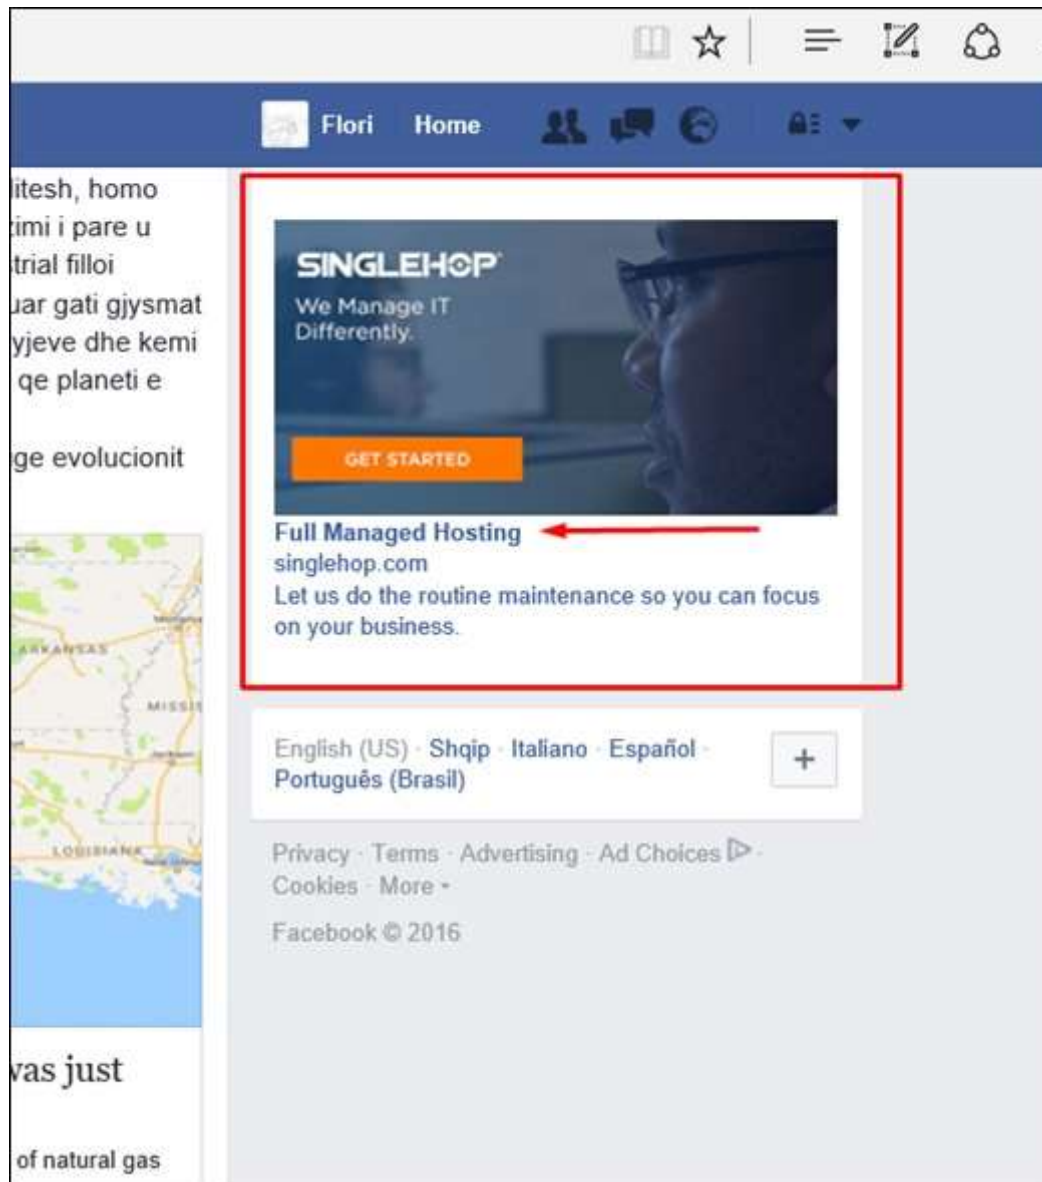 Flori Home
litesh, homo
imi i pare u
trial filloi
uar gati gjysmat
yjeve dhe kemi
qe planeti e
ge evolucionit
SINGLEHOP
We Manage IT
Differently.
GET STARTED
Full Managed Hosting
singlehop.com
Let us do the routine maintenance so you can focus
on your business.
ARKANSAS
MISSIS
LOUISIANA
English (US) · Shqip · Italiano · Español ·
Português (Brasil)
Privacy · Terms · Advertising · Ad Choices ·
Cookies · More
Facebook © 2016
was just
of natural gas